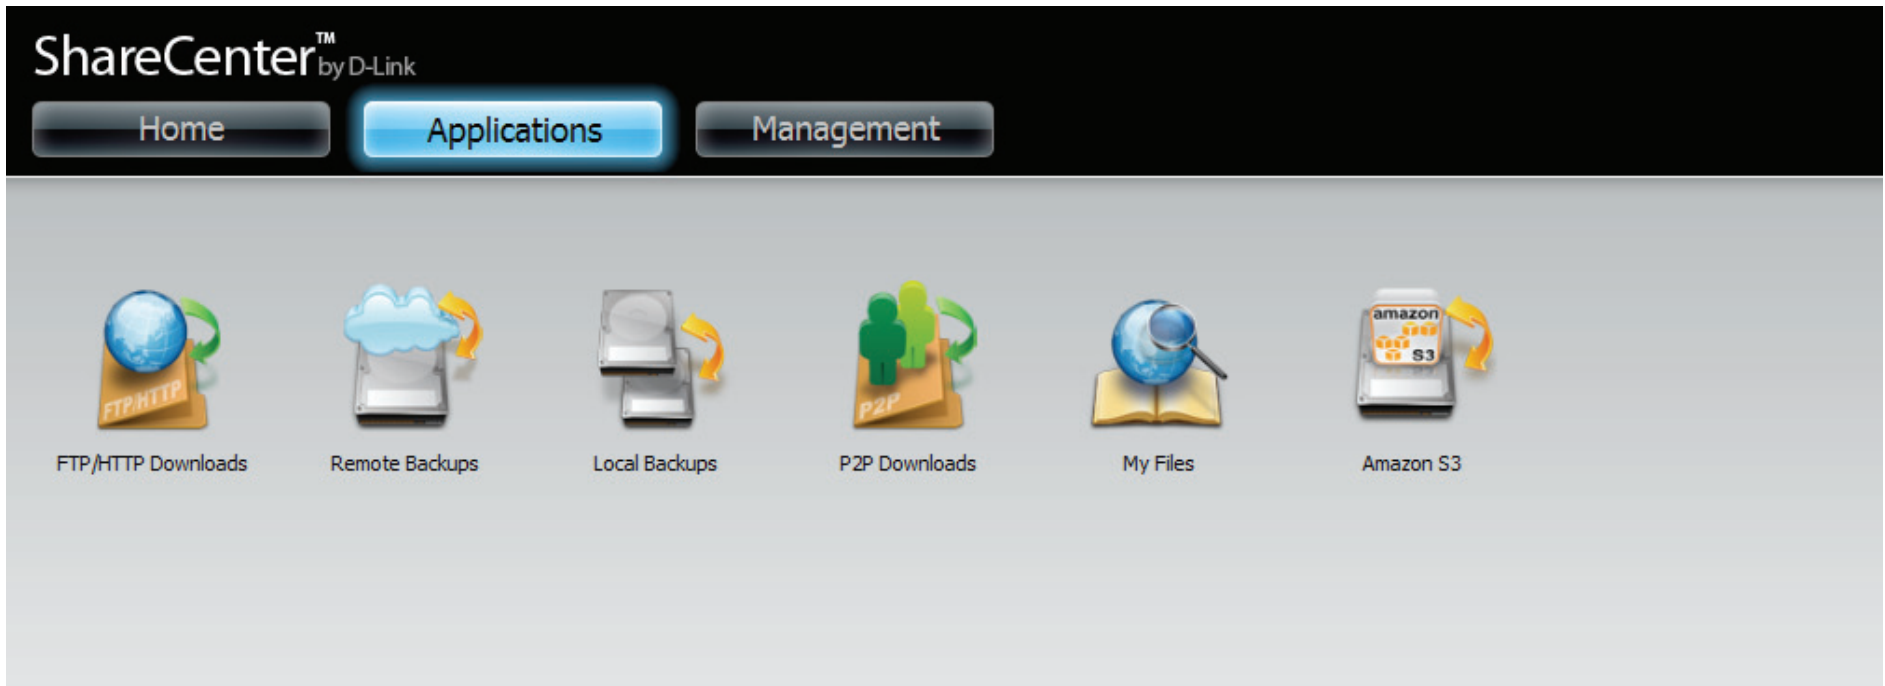 ShareCenter™ by D-Link
Home Applications Management
FTP/HTTP
P2P
amazon
S3
FTP/HTTP Downloads Remote Backups Local Backups P2P Downloads My Files Amazon S3